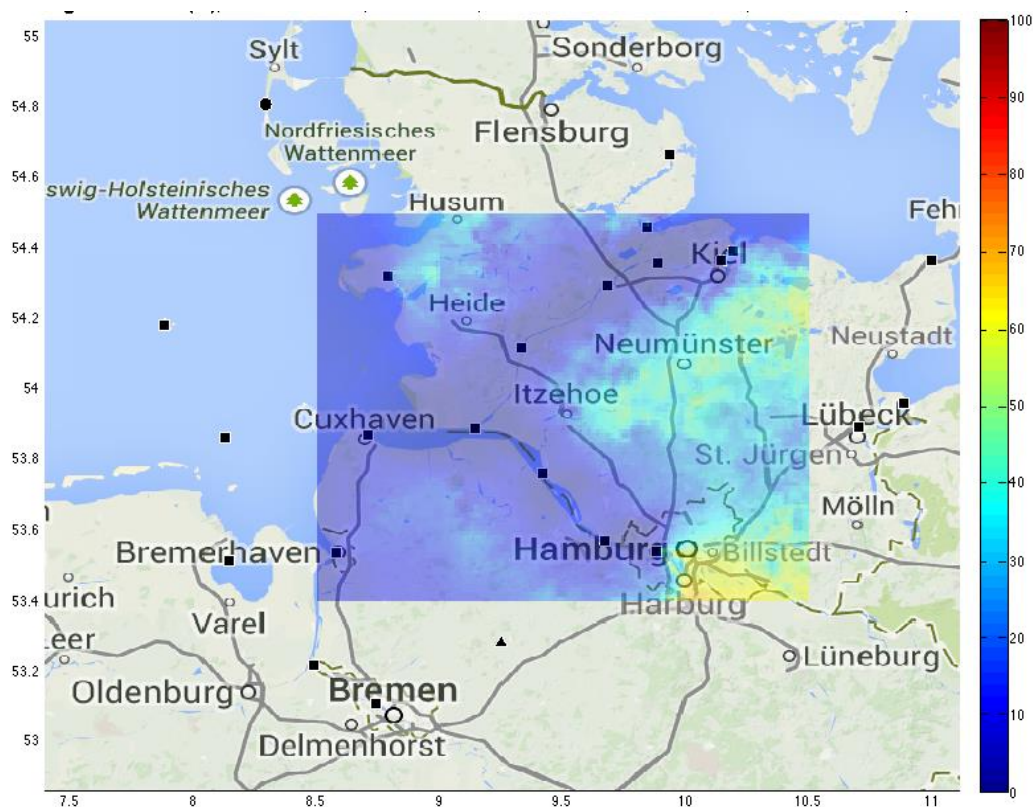 55
Sylt
Sonderborg
100
54.8
90
Nordfriesisches
Wattenmeer
Flensburg
54.6
swig-Holsteinisches
Wattenmeer
80
Husum
Fehr
54.4
Kiel
70
54.2
Heide
Neumünster
Neustadt
60
54
Itzehoe
50
Cuxhaven
Lübeck
53.8
St. Jürgen
40
Mölln
53.6
Bremerhaven
Hamburg
Billstedt
30
urich
53.4
Harburg
Varel
Leer
Lüneburg
20
53.2
Oldenburg
Bremen
10
53
Delmenhorst
0
7.5 8 8.5 9 9.5 10 10.5 11